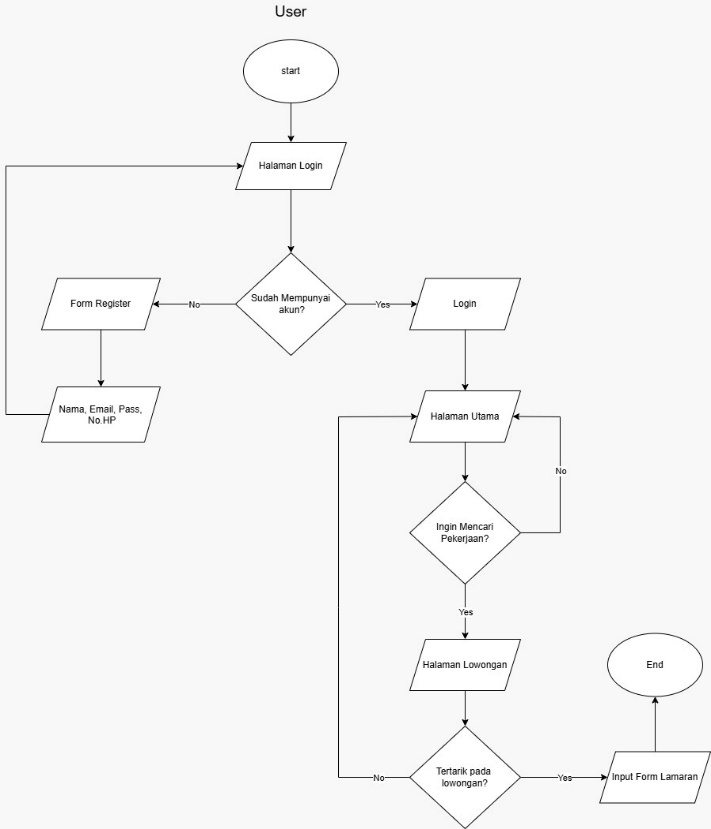 User
start
Halaman Login
Sudah Mempunyai
akun?
No
Yes
Form Register
Login
Nama, Email, Pass,
No.HP
Halaman Utama
No
Ingin Mencari
Pekerjaan?
Yes
Halaman Lowongan
End
Tertarik pada
lowongan?
No
Yes
Input Form Lamaran